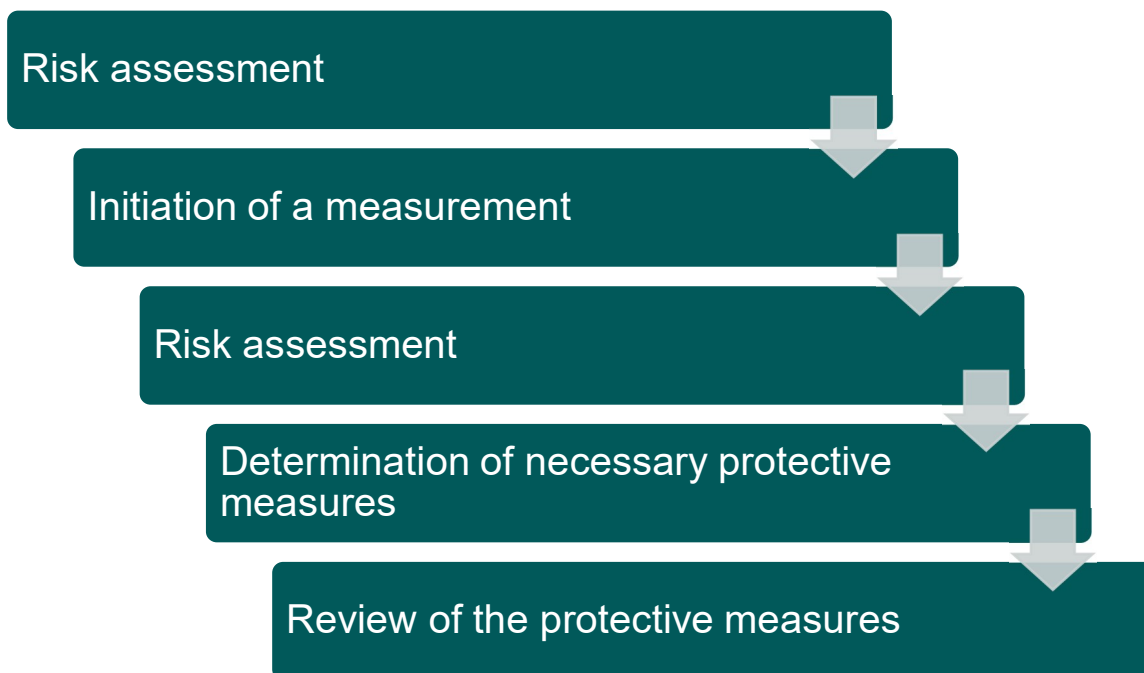 Risk assessment
Initiation of a measurement
Risk assessment
Determination of necessary protective
measures
Review of the protective measures